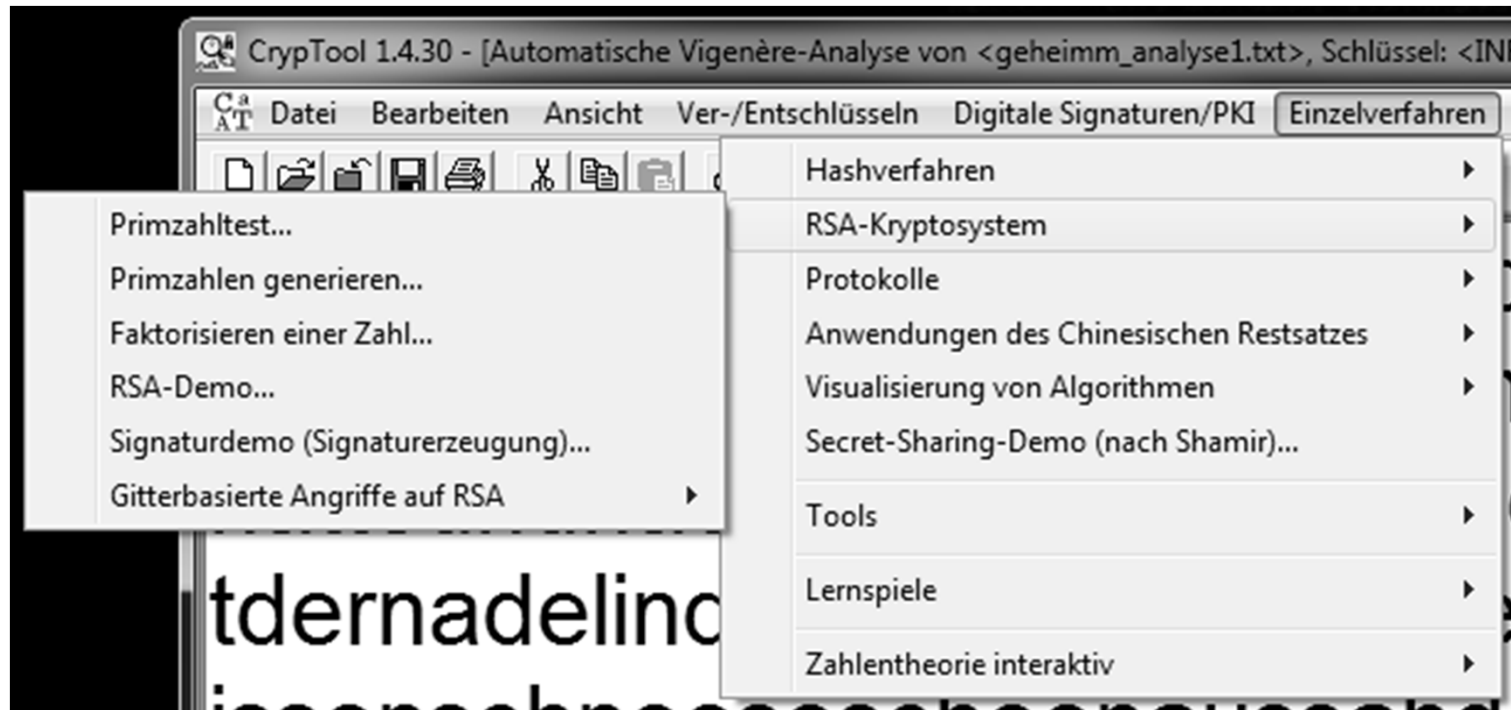 CrypTool 1.4.30 - [Automatische Vigenère-Analyse von <geheimm_analyse1.txt>, Schlüssel: <IN
Datei Bearbeiten Ansicht Ver-/Entschlüsseln Digitale Signaturen/PKI Einzelverfahren
Hashverfahren
RSA-Kryptosystem
Protokolle
Anwendungen des Chinesischen Restsatzes
Visualisierung von Algorithmen
Secret-Sharing-Demo (nach Shamir)...
Tools
Lernspiele
Zahlentheorie interaktiv
Primzahltest...
Primzahlen generieren...
Faktorisieren einer Zahl...
RSA-Demo...
Signaturdemo (Signaturerzeugung)...
Gitterbasierte Angriffe auf RSA
tdernadelin